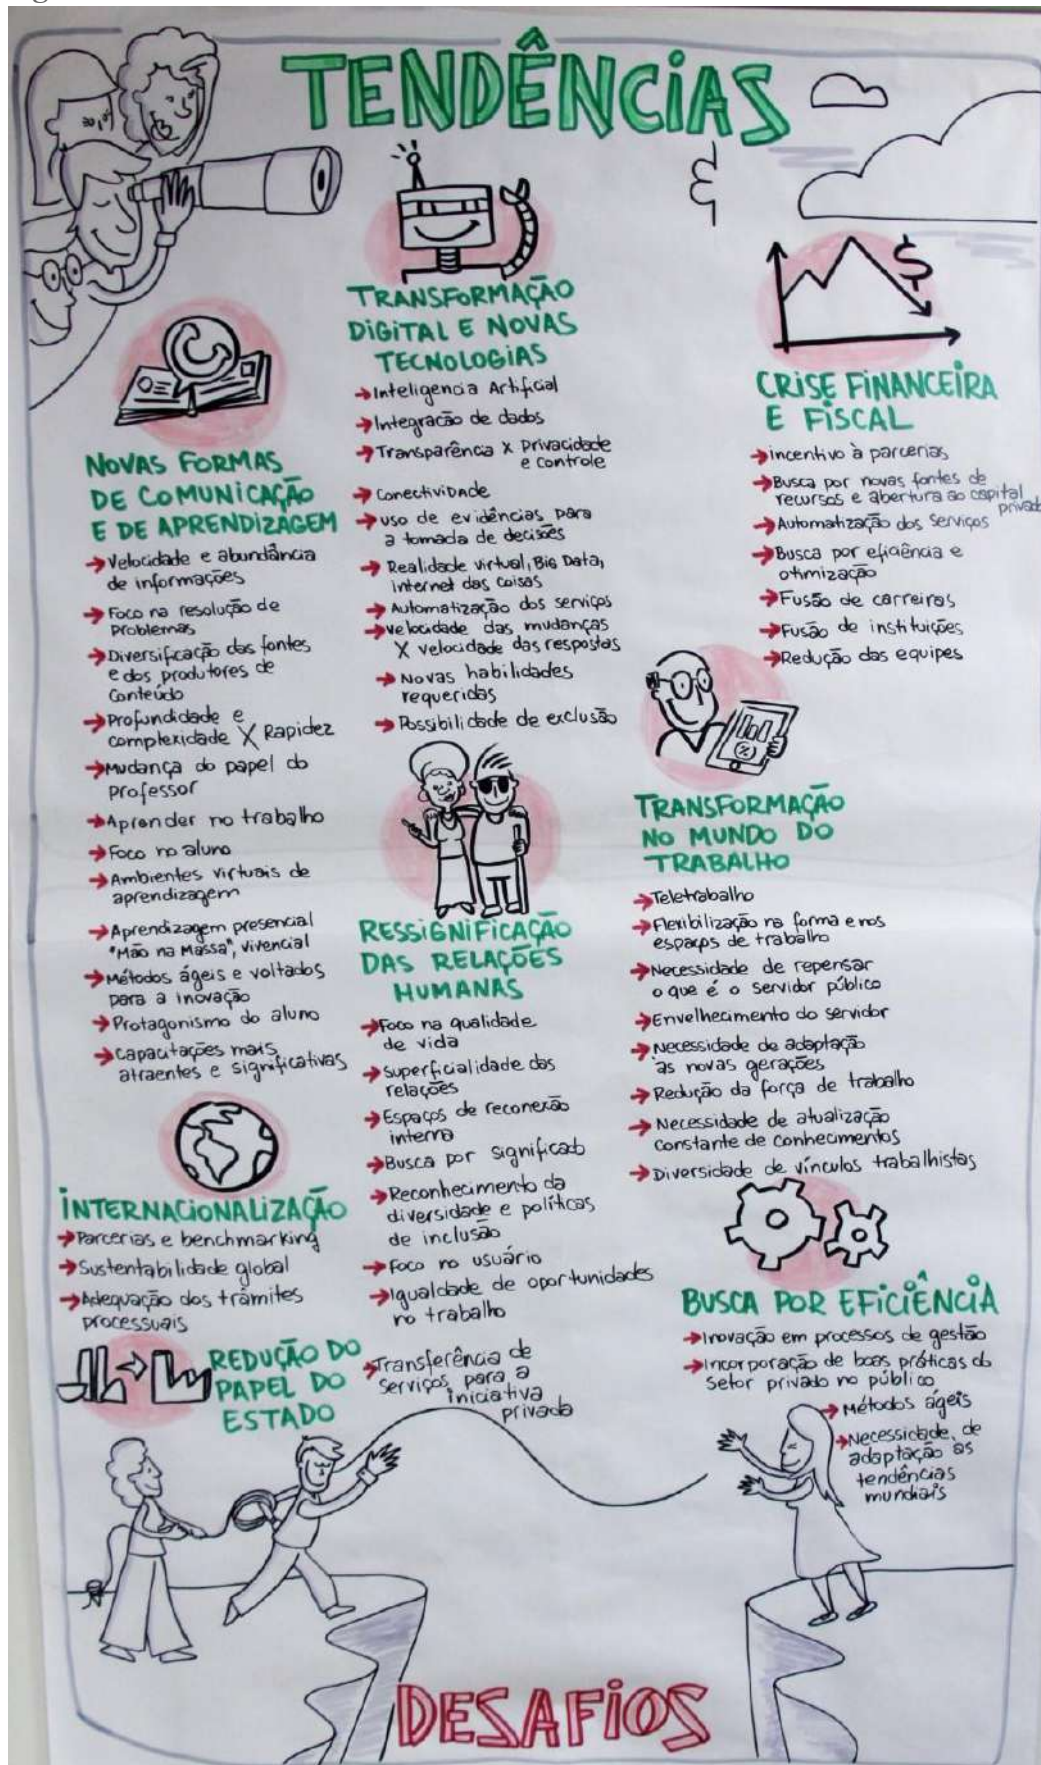 TENDÊNCIAS
&
NOVAS FORMAS
DE COMUNICAÇÃO
E DE APRENDIZAGEM
→ Velocidade e abundância
de informações
→ Foco na resolução de
problemas
→ Diversificação das fontes
e dos produtores de
conteúdo
→ Profundidade e
complexidade X Rapidez
→ Mudança do papel do
professor
→ Aprender no trabalho
→ Foco no aluno
→ Ambientes virtuais de
aprendizagem
→ Aprendizagem presencial
"Mão na Massa", vivencial
→ Métodos ágeis e voltados
para a inovação
→ Protagonismo do aluno
→ Capacitações mais
atraentes e significativas
INTERNACIONALIZAÇÃO
→ Parcerias e benchmarking
→ Sustentabilidade global
→ Adequação dos trâmites
processuais
REDUÇÃO DO
PAPEL DO
ESTADO
→ Transferência de
serviços para a
iniciativa
privada
TRANSFORMAÇÃO
DIGITAL E NOVAS
TECNOLOGIAS
→ Inteligencia Artificial
→ Integracão de dados
→ Transparência X Privacidade
e controle
→ Conectividade
→ uso de evidências para
a tomada de decisões
→ Realidade virtual, Big Data,
internet das coisas
→ Automatização dos serviços
→ Velocidade das mudanças
X velocidade das respostas
→ Novas habilidades
requeridas
→ Possibilidade de exclusão
RESSIGNIFICAÇÃO
DAS RELAÇÕES
HUMANAS
→ Foco na qualidade
de vida
→ Superficialidade das
relações
→ Espaços de reconexão
interna
→ Busca por significado
→ Reconhecimento da
diversidade e políticas
de inclusão
→ Foco no usuário
→ Igualdade de oportunidades
no trabalho
$
CRISE FINANCEIRA
E FISCAL
→ incentivo à parcerias
→ Busca por novas fontes de
recursos e abertura ao capital
privado
→ Automatização dos serviços
→ Busca por eficiência e
otimização
→ Fusão de carreiras
→ Fusão de instituições
→ Redução das equipes
%
TRANSFORMAÇÃO
NO MUNDO DO
TRABALHO
→ Teletrabalho
→ Flexibilização na forma e nos
espaços de trabalho
→ Necessidade de repensar
o que é o servidor público
→ Envelhecimento do servidor
→ Necessidade de adaptação
às novas gerações
→ Redução da força de trabalho
→ Necessidade de atualização
constante de conhecimentos
→ Diversidade de vínculos trabalhistas
BUSCA POR EFICIÊNCIA
→ Inovação em processos de gestão
→ Incorporação de boas práticas do
setor privado no público
→ Métodos ágeis
→ Necessidade de
adaptação as
tendências
mundiais
DESAFIOS